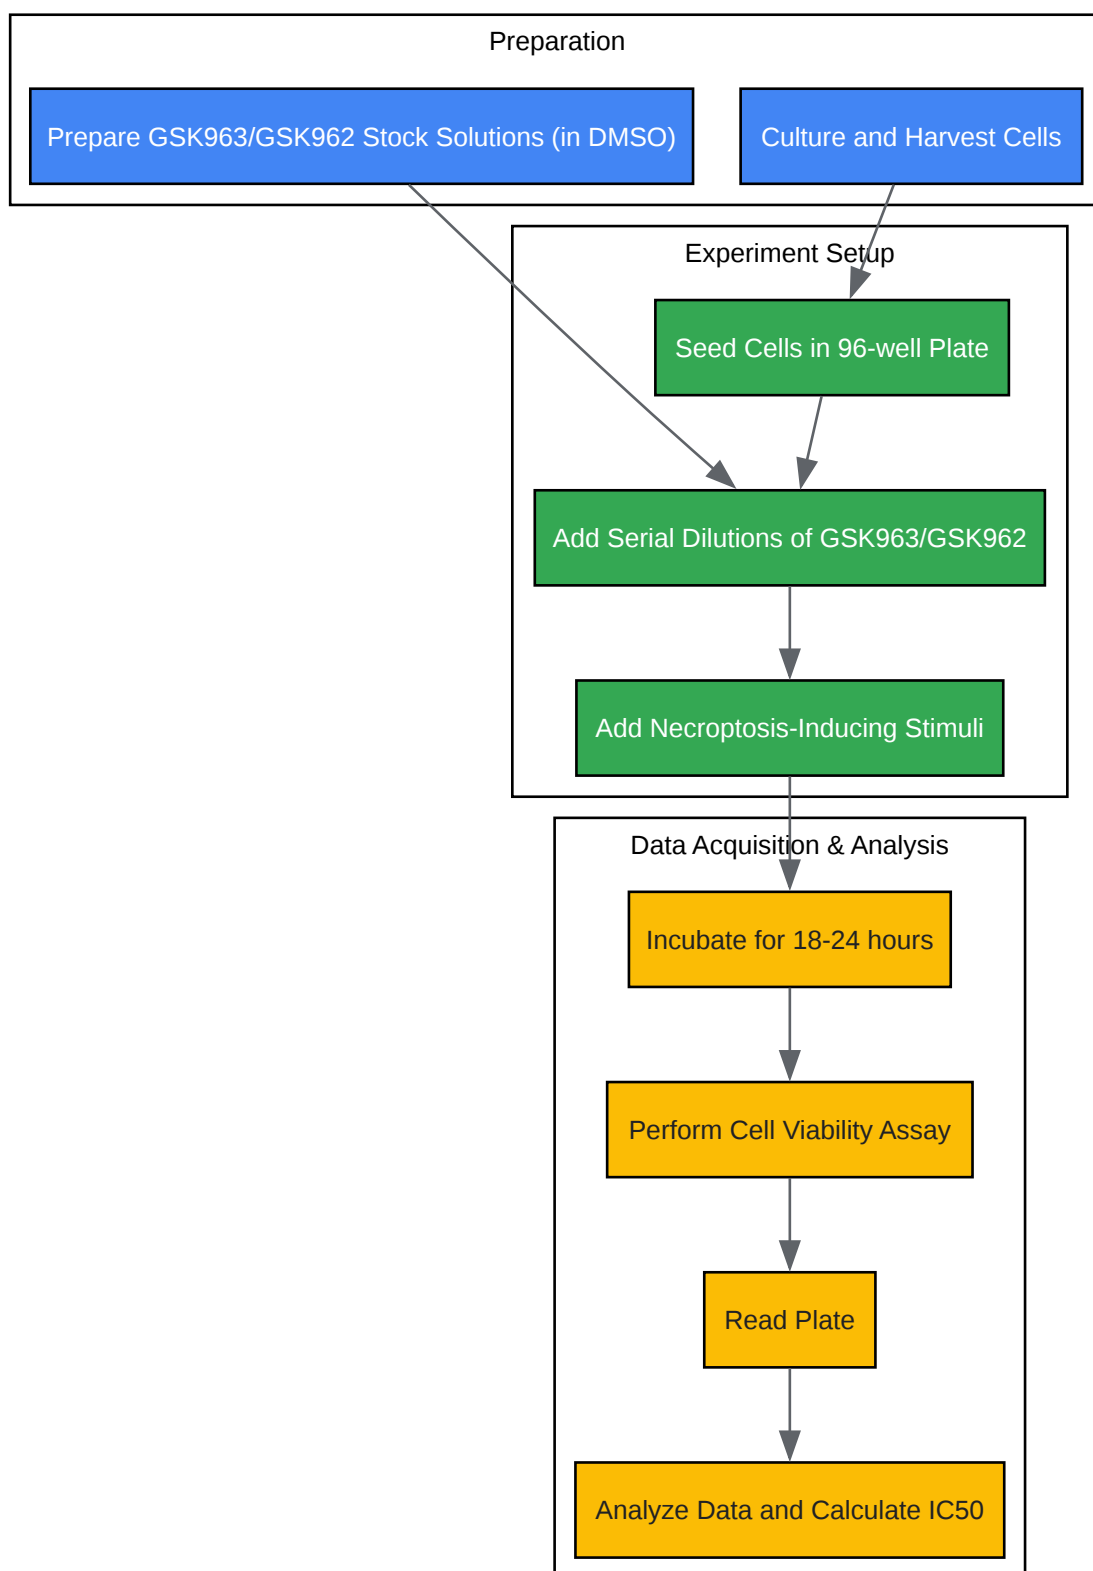 Preparation
Prepare GSK963/GSK962 Stock Solutions (in DMSO)
Culture and Harvest Cells
Experiment Setup
Seed Cells in 96-well Plate
Add Serial Dilutions of GSK963/GSK962
Add Necroptosis-Inducing Stimuli
Data Acquisition & Analysis
Incubate for 18-24 hours
Perform Cell Viability Assay
Read Plate
Analyze Data and Calculate IC50